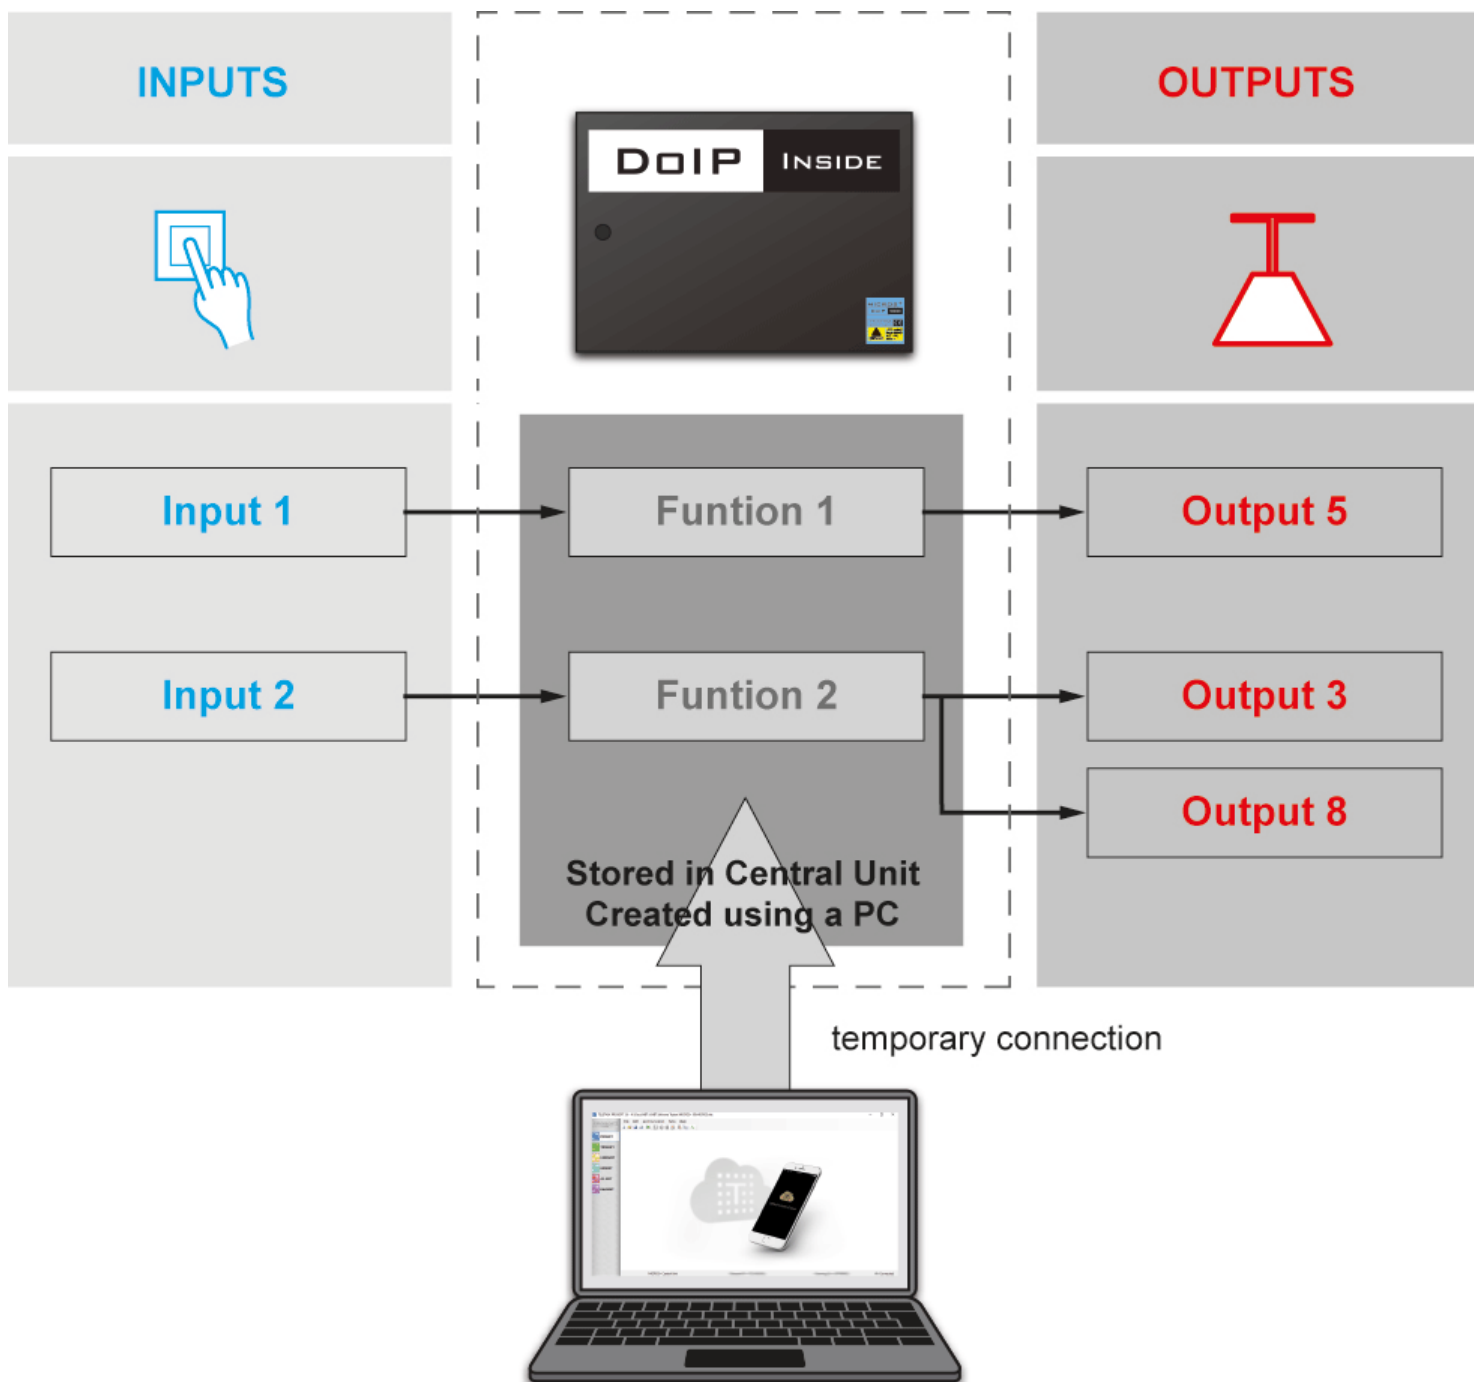 INPUTS
DoIP INSIDE
OUTPUTS
Input 1
Funtion 1
Output 5
Input 2
Funtion 2
Output 3
Output 8
Stored in Central Unit
Created using a PC
temporary connection